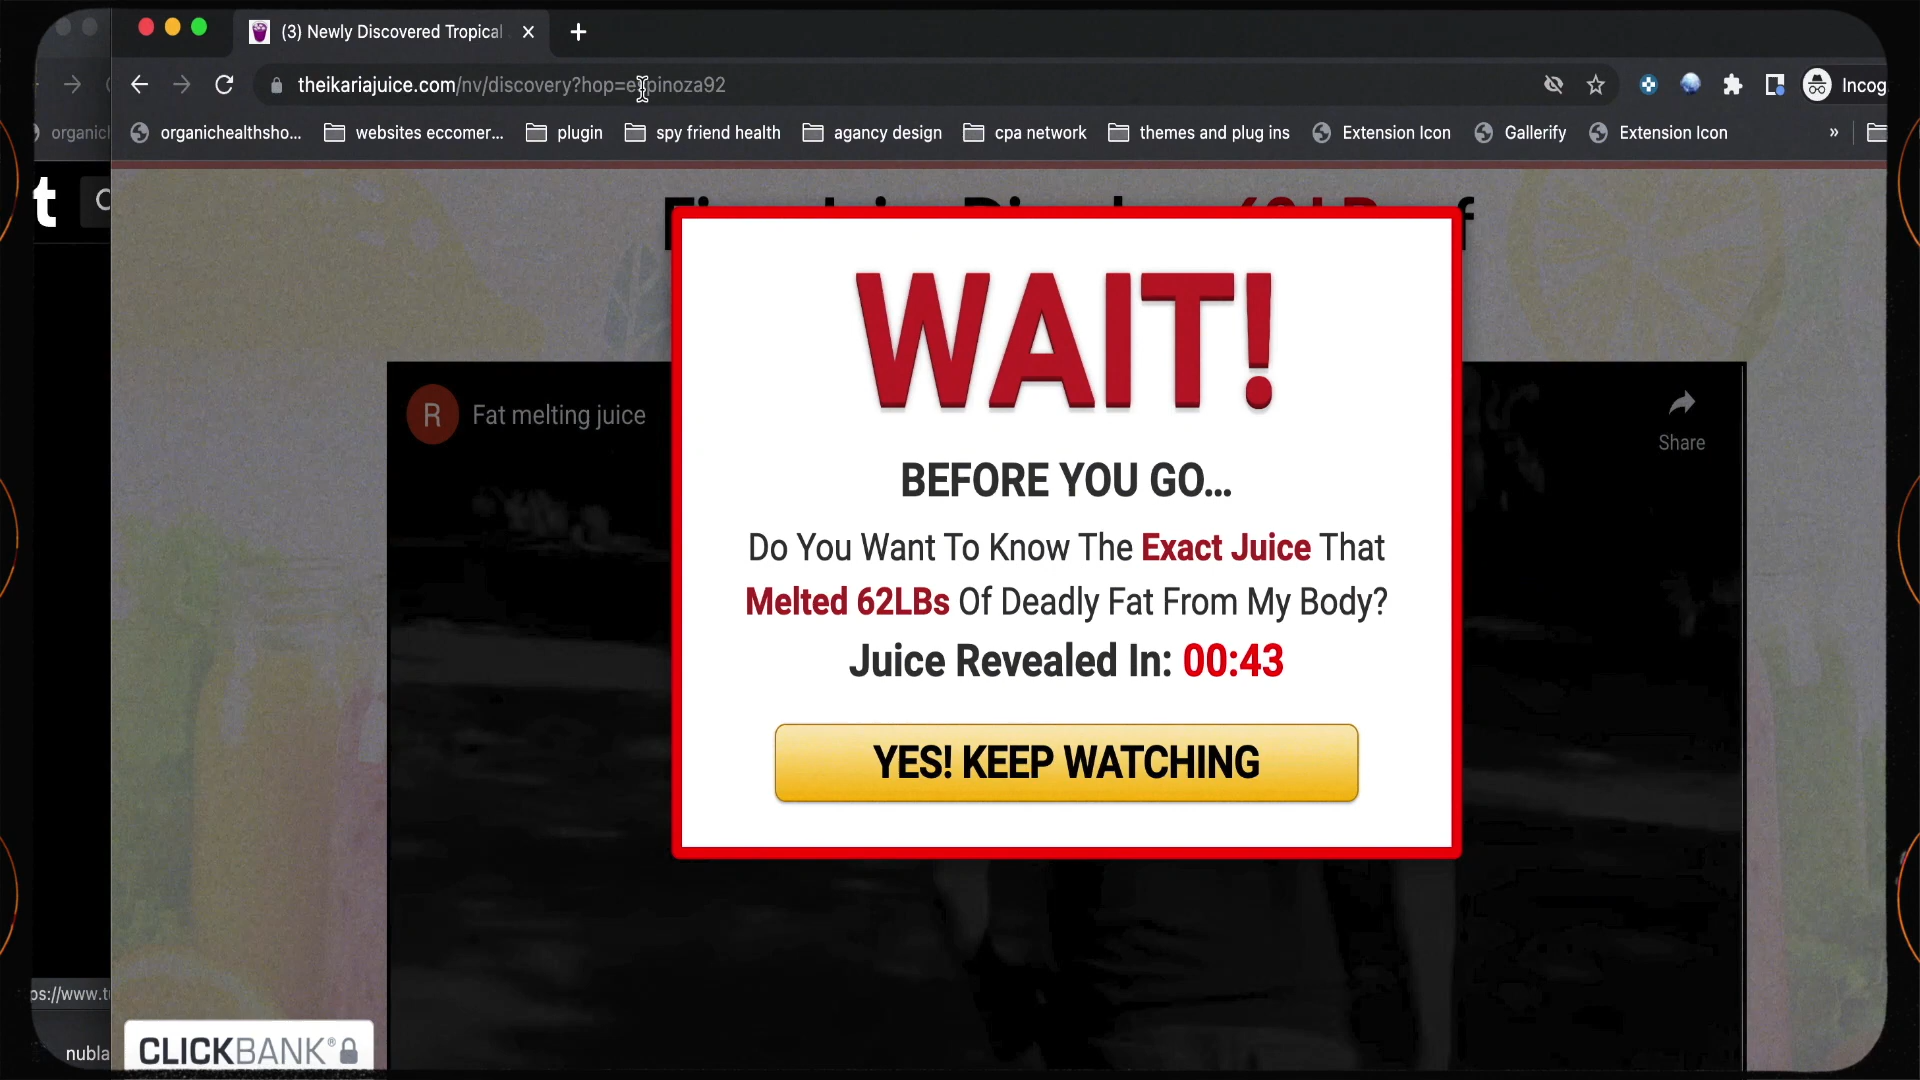 (3) Newly Discovered Tropical
theikariajuice.com/nv/discovery?hop=espinoza92
Incog
organic
organichealthsho...
websites eccomer...
plugin
spy friend health
agancy design
cpa network
themes and plug ins
Extension Icon
Gallerify
Extension Icon
»
t
WAIT!
BEFORE YOU GO...
Do You Want To Know The Exact Juice That
Melted 62LBs Of Deadly Fat From My Body?
Juice Revealed In: 00:43
YES! KEEP WATCHING
R
Fat melting juice
Share
ps://www.t
nubla
CLICKBANK®